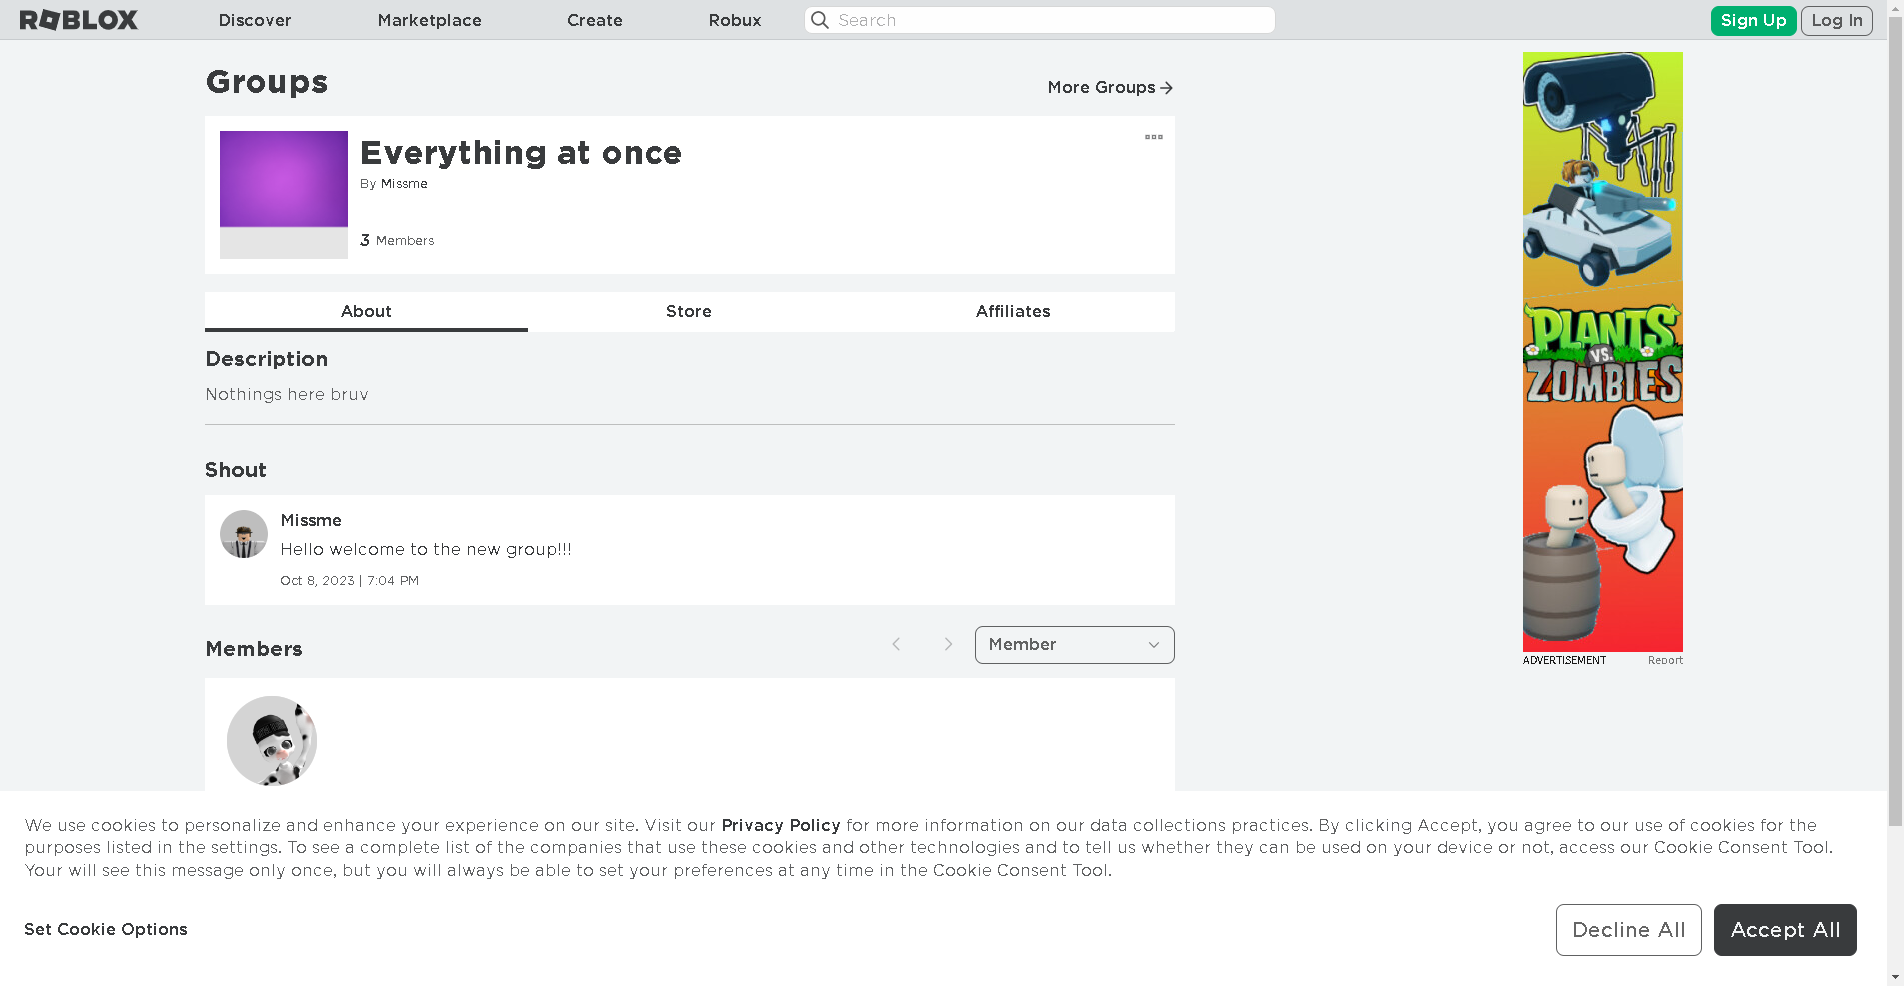 ROBLOX
Discover
Marketplace
Create
Robux
Search
Sign Up
Log In
Groups
More Groups
Everything at once
By Missme
3 Members
About
Store
Affiliates
Description
Nothings here bruv
Shout
Missme
Hello welcome to the new group!!!
Oct 8, 2023 | 7:04 PM
Members
Member
PLANTS
VS.
ZOMBIES
ADVERTISEMENT
Report
We use cookies to personalize and enhance your experience on our site. Visit our Privacy Policy for more information on our data collections practices. By clicking Accept, you agree to our use of cookies for the
purposes listed in the settings. To see a complete list of the companies that use these cookies and other technologies and to tell us whether they can be used on your device or not, access our Cookie Consent Tool.
Your will see this message only once, but you will always be able to set your preferences at any time in the Cookie Consent Tool.
Set Cookie Options
Decline All
Accept All